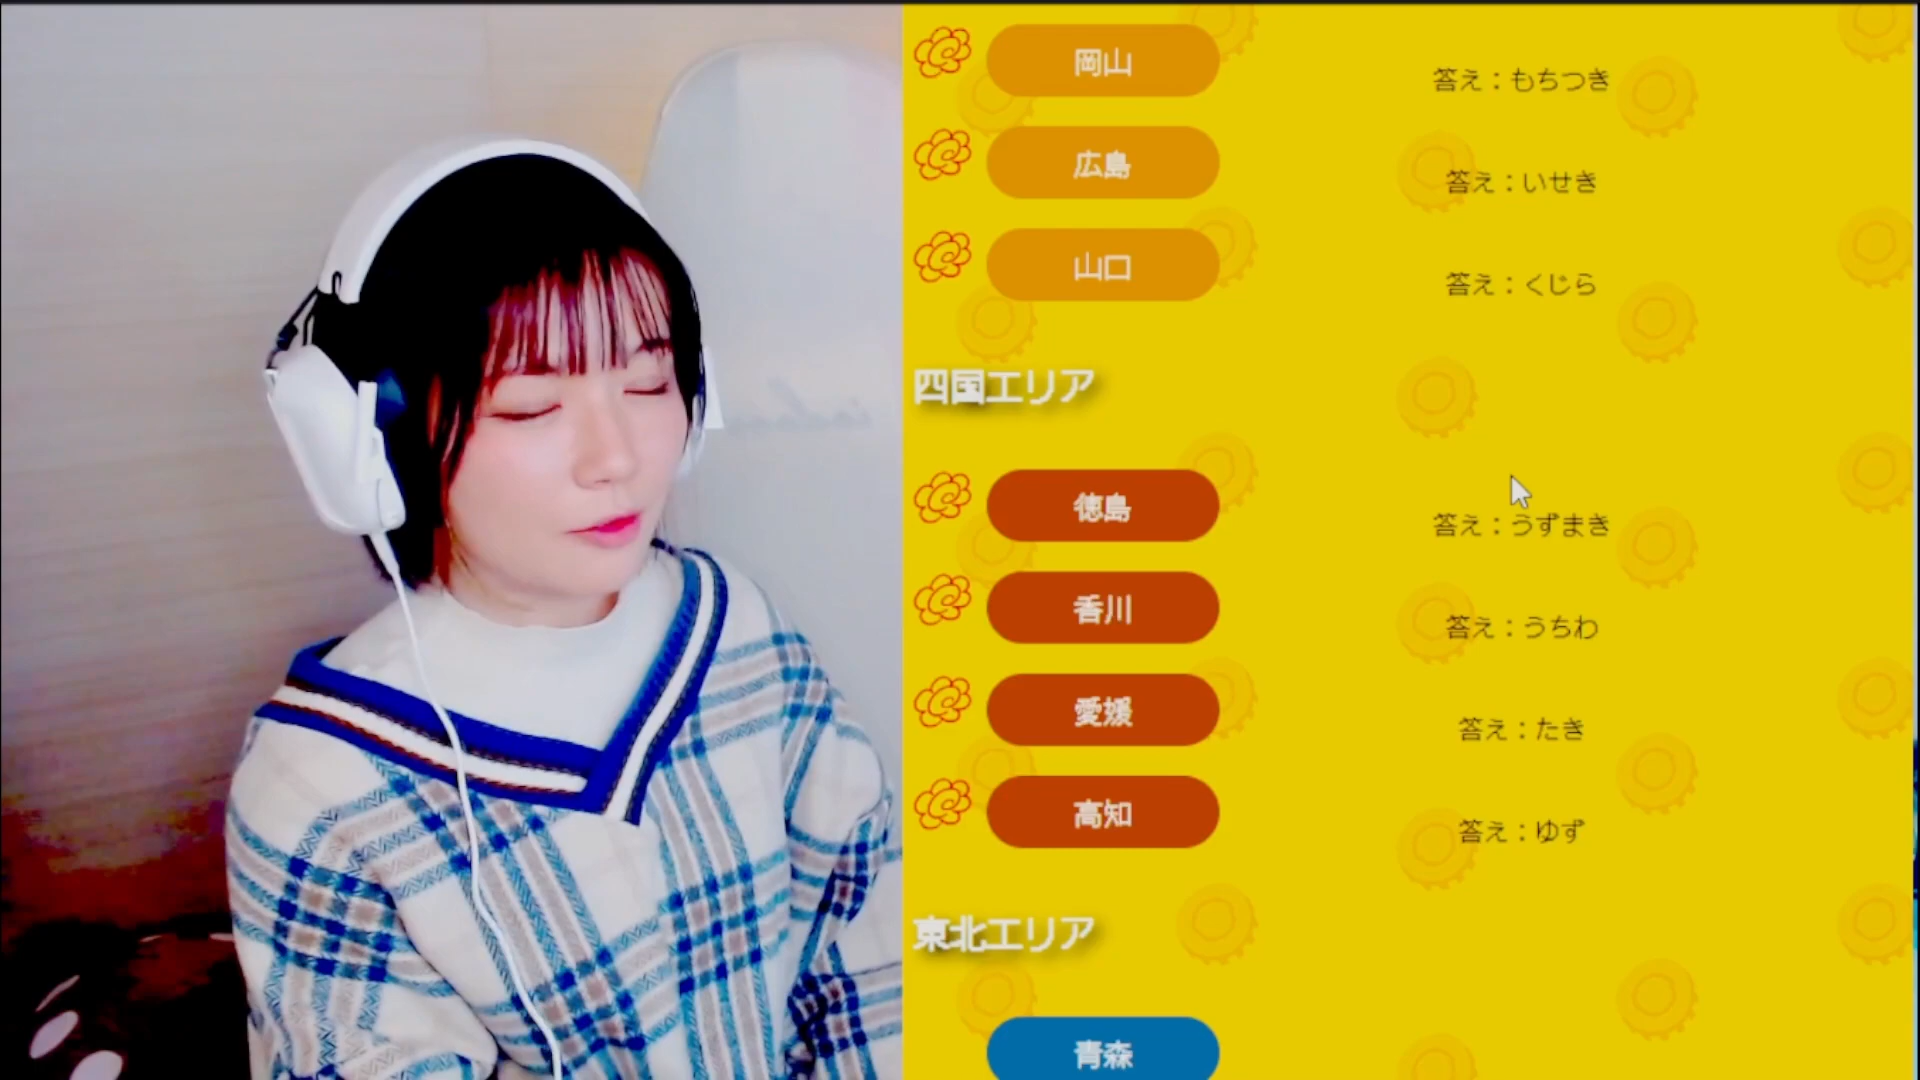 岡山
答え：もちつき
広島
答え：いせき
山口
答え：くじら
四国エリア
徳島
答え：うずまき
香川
答え：うちわ
愛媛
答え：たき
高知
答え：ゆず
東北エリア
青森